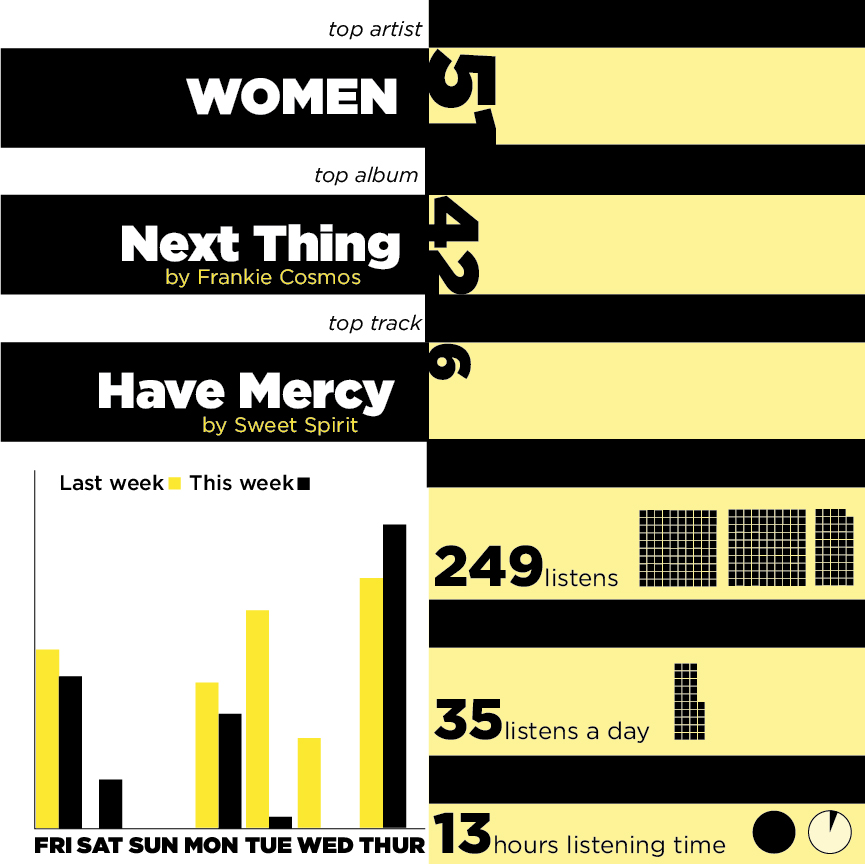 top artist
WOMEN
51
top album
Next Thing
by Frankie Cosmos
42
top track
Have Mercy
by Sweet Spirit
6
Last week This week
FRI SAT SUN MON TUE WED THUR
249 listens
35 listens a day
13 hours listening time